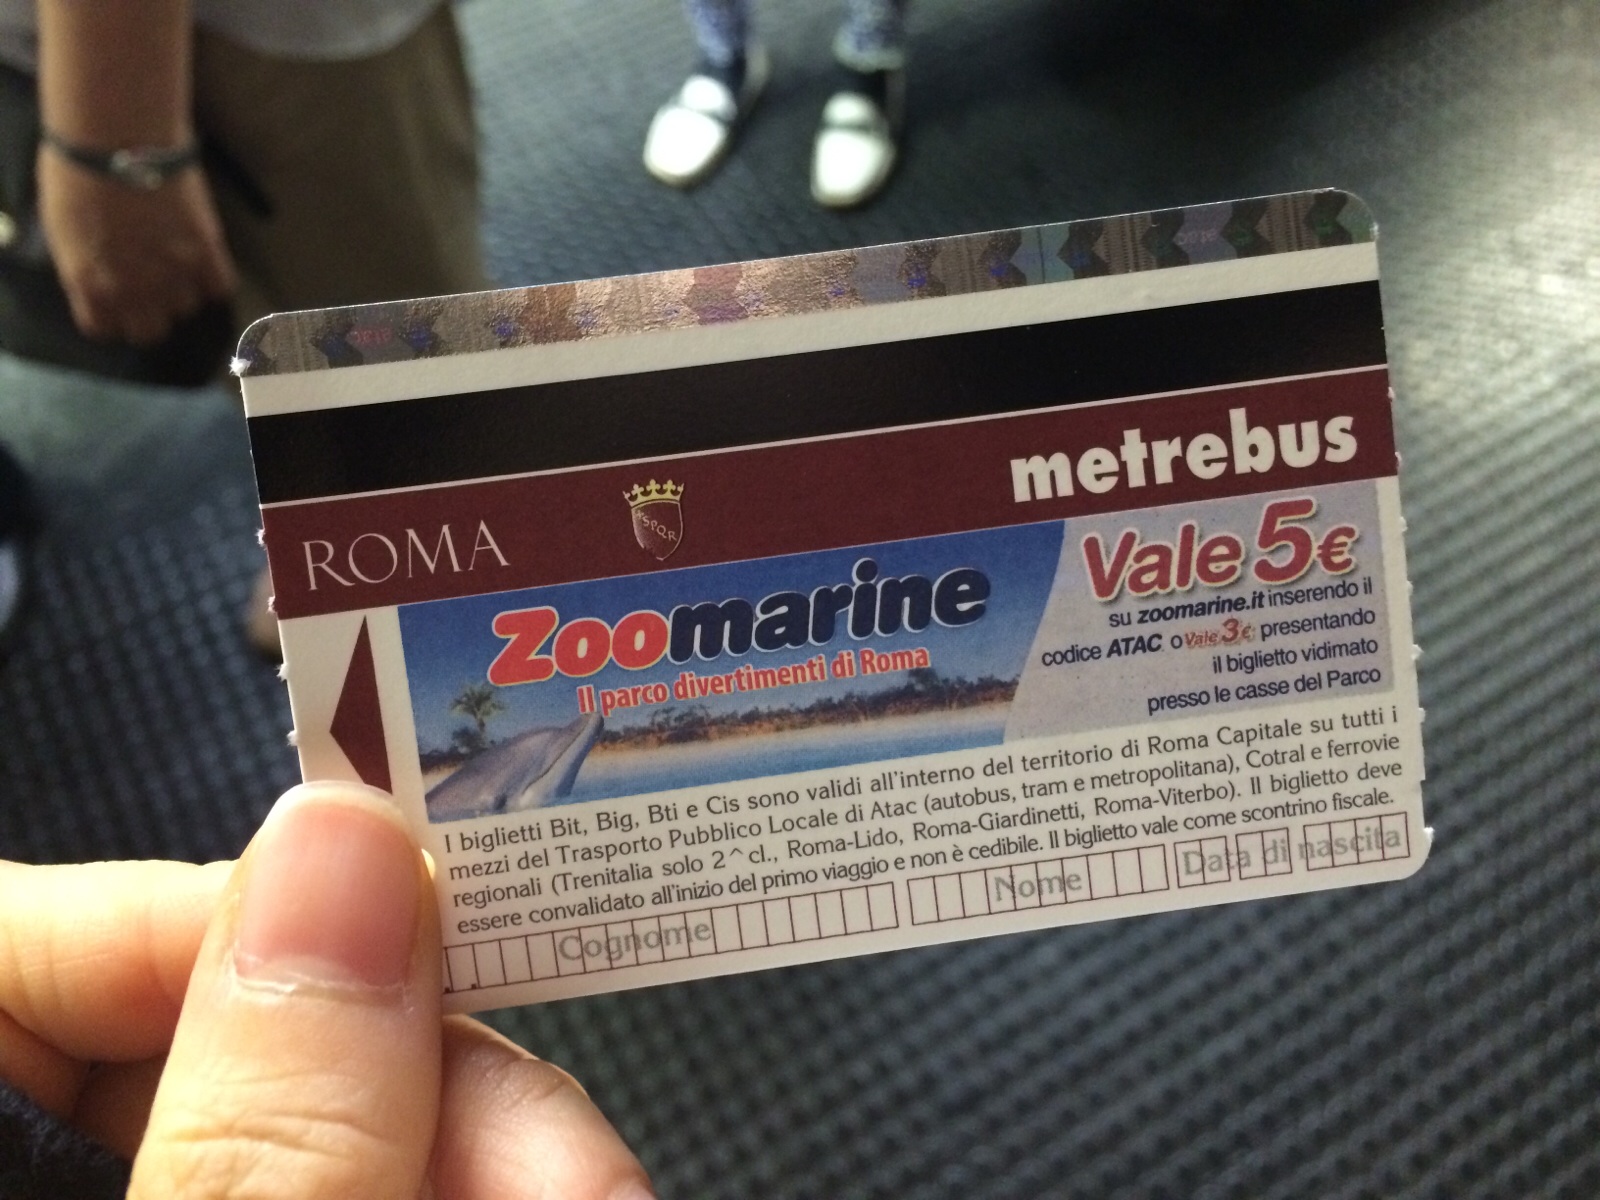 metrebus
ROMA
SPQR
Zoomarine
Il parco divertimenti di Roma
Vale 5€
su zoomarine.it inserendo il
codice ATAC o Vale 3€ presentando
il biglietto vidimato
presso le casse del Parco
I biglietti Bit, Big, Bti e Cis sono validi all'interno del territorio di Roma Capitale su tutti i
mezzi del Trasporto Pubblico Locale di Atac (autobus, tram e metropolitana), Cotral e ferrovie
regionali (Trenitalia solo 2^ cl., Roma-Lido, Roma-Giardinetti, Roma-Viterbo). Il biglietto deve
essere convalidato all'inizio del primo viaggio e non è cedibile. Il biglietto vale come scontrino fiscale.
Cognome Nome Data di nascita